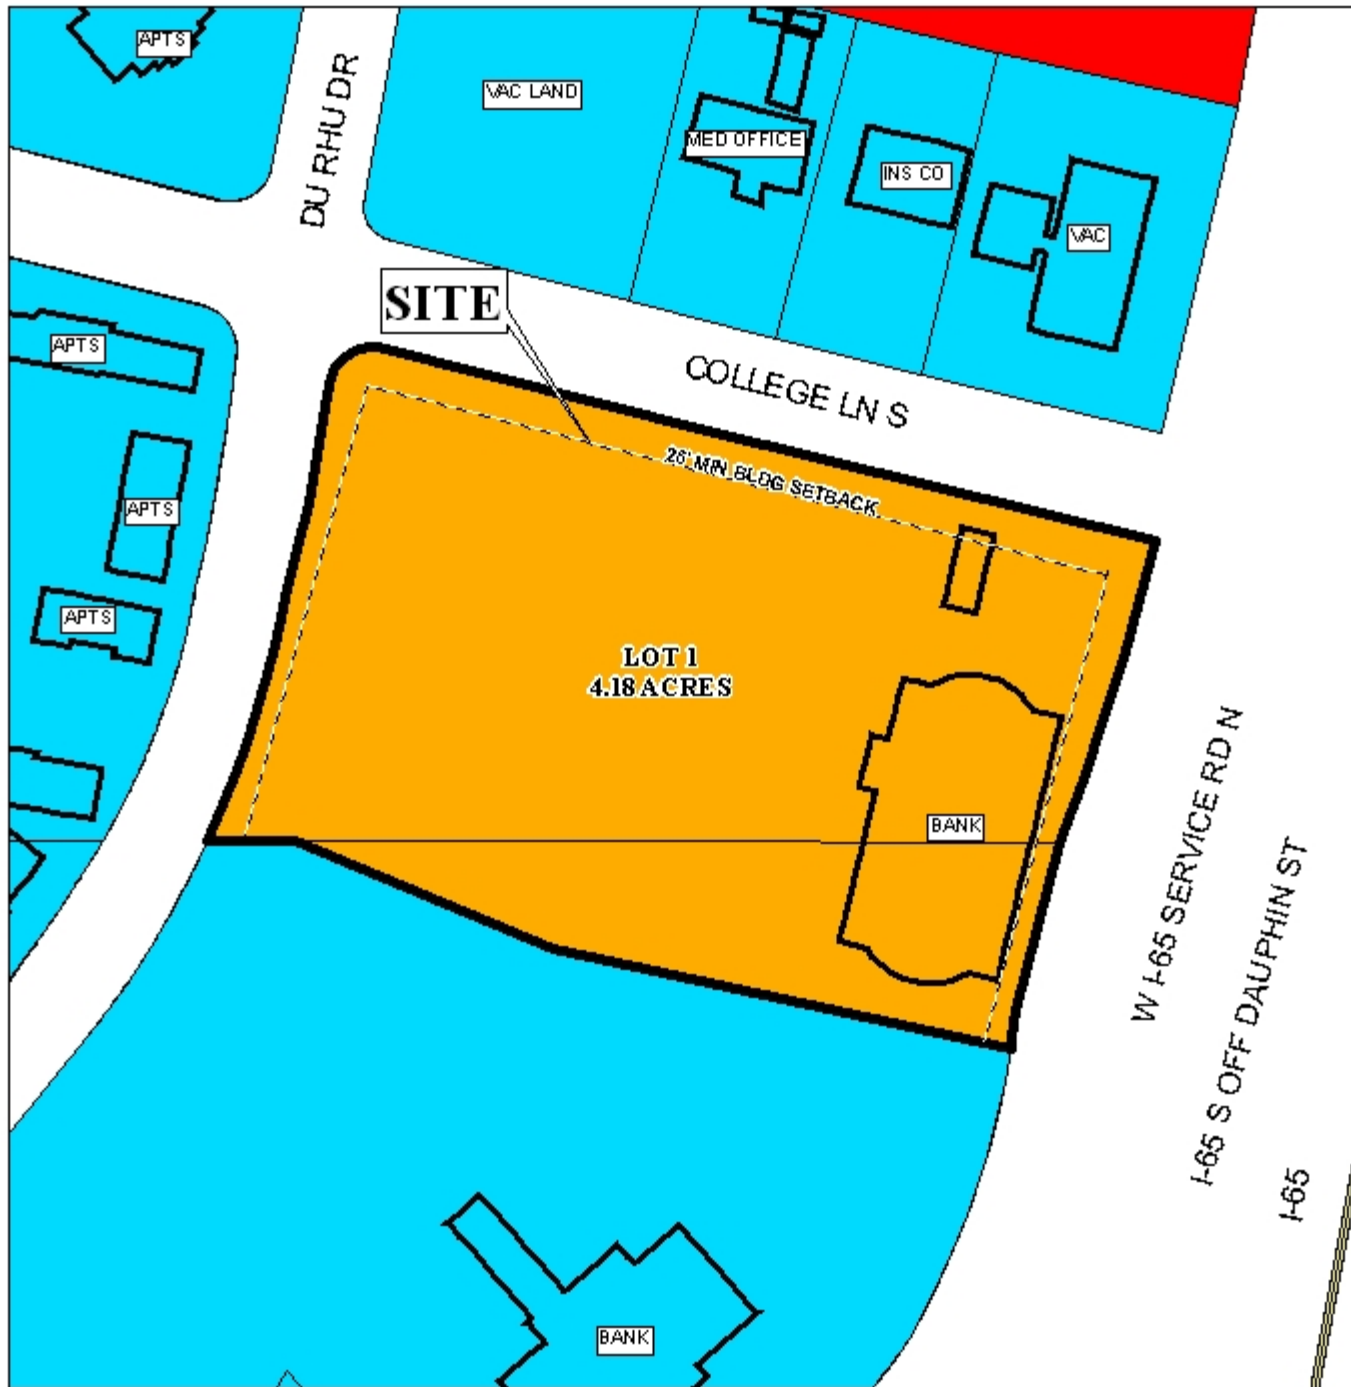 APTS
DU RHU DR
VAC LAND
MED OFFICE
INS CO
VAC
SITE
APTS
COLLEGE LN S
25' MIN BLDG SETBACK
APTS
APTS
LOT 1
4.18 ACRES
BANK
W I-65 SERVICE RD N
I-65 S OFF DAUPHIN ST
I-65
BANK